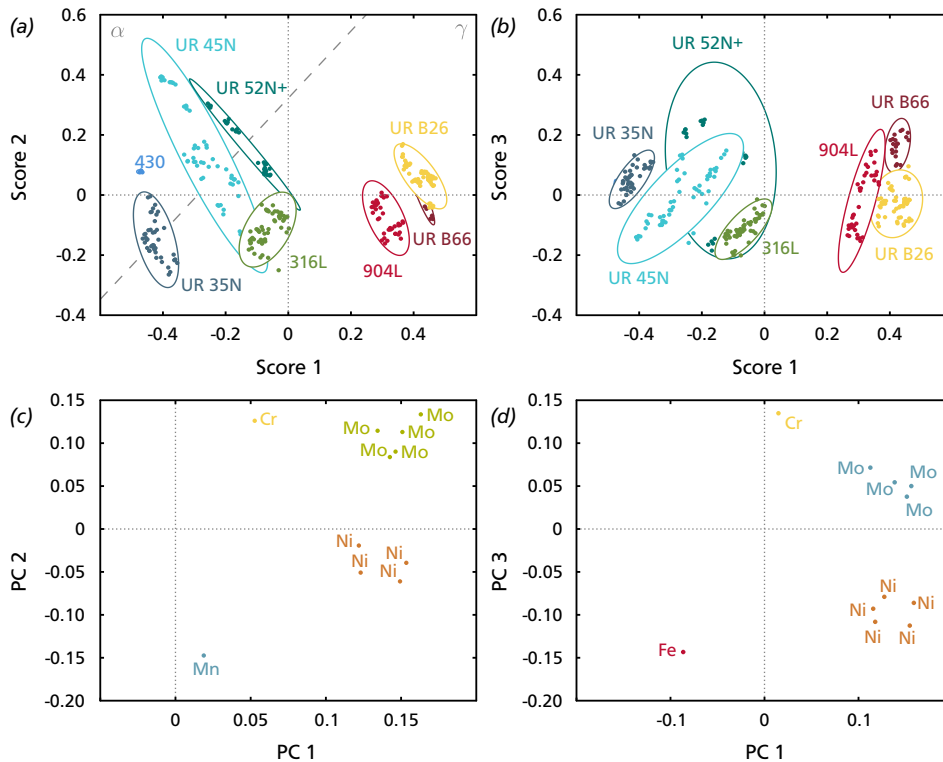 (a)
0.6
0.4
0.2
0
-0.2
-0.4
Score 2
α
γ
UR 45N
UR 52N+
430
UR B26
UR B66
UR 35N
316L
904L
-0.4
-0.2
0
0.2
0.4
Score 1
(b)
0.6
0.4
0.2
0
-0.2
-0.4
Score 3
UR 52N+
UR B66
UR 35N
904L
UR 45N
316L
UR B26
-0.4
-0.2
0
0.2
0.4
Score 1
(c)
0.15
0.10
0.05
0
-0.05
-0.10
-0.15
-0.20
PC 2
Cr
Mo
Mo
Mo
Mo
Mo
Ni
Ni
Ni
Ni
Mn
0
0.05
0.10
0.15
PC 1
(d)
0.15
0.10
0.05
0
-0.05
-0.10
-0.15
-0.20
PC 3
Cr
Mo
Mo
Mo
Mo
Ni
Ni
Ni
Ni
Ni
Fe
-0.1
0
0.1
PC 1